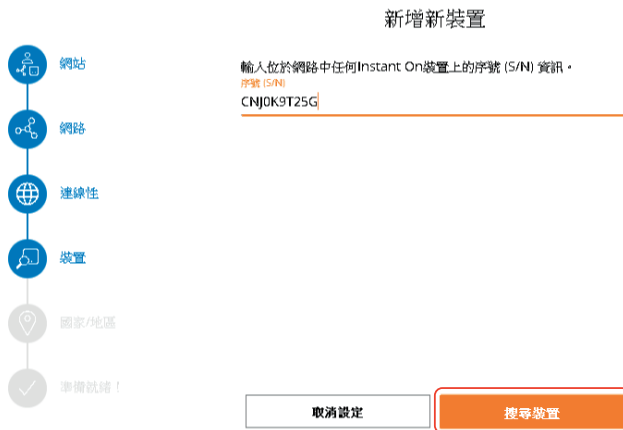 新增新裝置
網站
網路
連線性
裝置
國家/地區
準備就緒！
輸入位於網路中任何Instant On裝置上的序號 (S/N) 資訊。
序號 (S/N)
CNJ0K9T25G
取消設定
搜尋裝置